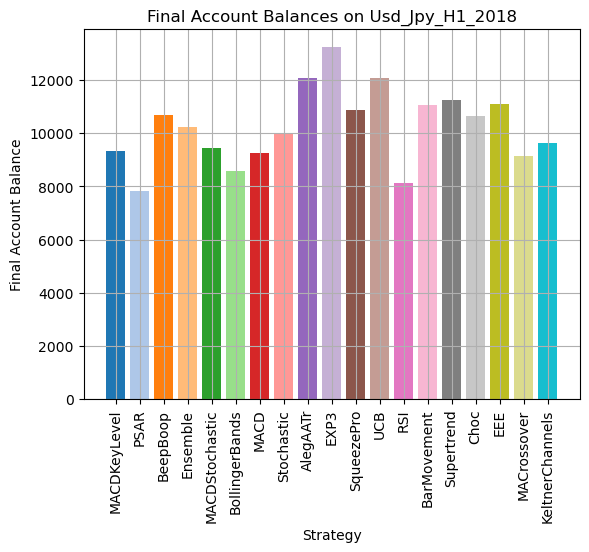 Final Account Balances on Usd_Jpy_H1_2018
Final Account Balance
12000
10000
8000
6000
4000
2000
0
MACDKeyLevel
PSAR
BeepBoop
Ensemble
MACDStochastic
BollingerBands
MACD
Stochastic
AlegAATr
EXP3
SqueezePro
UCB
RSI
BarMovement
Supertrend
Choc
EEE
MACrossover
KeltnerChannels
Strategy